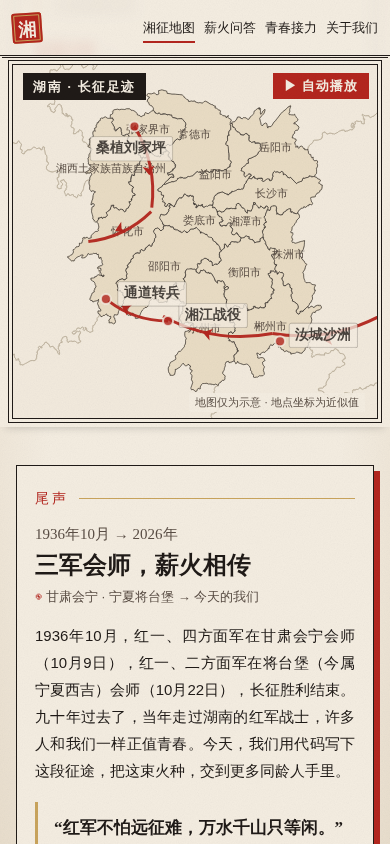 湘
湘征地图 薪火问答 青春接力 关于我们
湖南 · 长征足迹
▶ 自动播放
张家界市
常德市
岳阳市
桑植刘家坪
湘西土家族苗族自治州
益阳市
长沙市
怀化市
娄底市
湘潭市
株洲市
邵阳市
衡阳市
通道转兵
湘江战役
永州市
郴州市
汝城沙洲
地图仅为示意 · 地点坐标为近似值
尾声
1936年10月 → 2026年
三军会师，薪火相传
甘肃会宁 · 宁夏将台堡 → 今天的我们
1936年10月，红一、四方面军在甘肃会宁会师
（10月9日），红一、二方面军在将台堡（今属
宁夏西吉）会师（10月22日），长征胜利结束。
九十年过去了，当年走过湖南的红军战士，许多
人和我们一样正值青春。今天，我们用代码写下
这段征途，把这束火种，交到更多同龄人手里。
“红军不怕远征难，万水千山只等闲。”